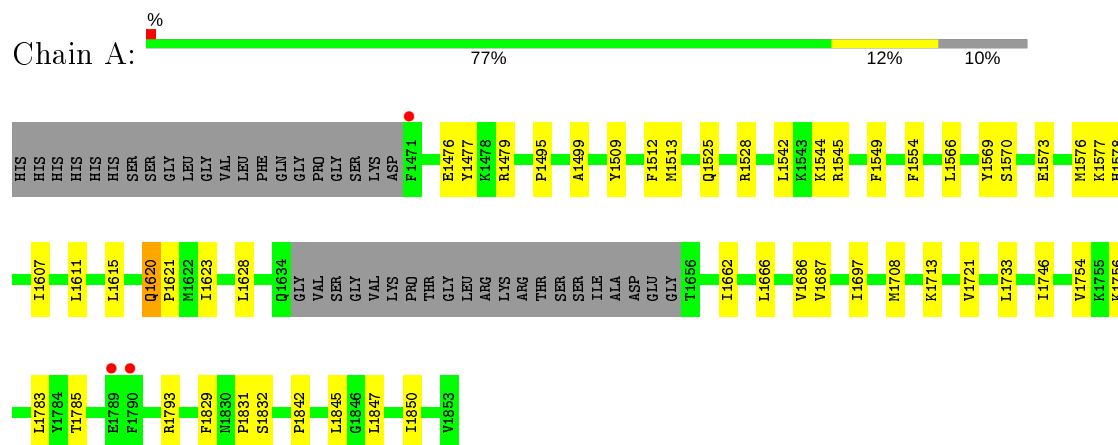 %
Chain A:
77% 12% 10%
HIS HIS HIS HIS HIS HIS SER SER GLY LEU GLY VAL LEU PHE GLN GLY PRO GLY SER LYS ASP F1471 E1476 Y1477 K1478 R1479 P1495 A1499 Y1509 F1512 M1513 Q1525 R1528 L1542 K1543 K1544 R1545 F1549 F1554 L1566 Y1569 S1570 E1573 M1576 K1577 H1578
I1607 L1611 L1615 Q1620 P1621 M1622 I1623 L1628 Q1634 GLY VAL SER GLY VAL LYS PRO THR GLY LEU ARG LYS ARG THR SER SER ILE ALA ASP GLU GLY T1656 I1662 L1666 V1686 V1687 I1697 M1708 K1713 V1721 L1733 I1746 V1754 K1755 K1756
L1783 Y1784 T1785 E1789 F1790 R1793 F1829 N1830 P1831 S1832 P1842 L1845 G1846 L1847 I1850 V1853